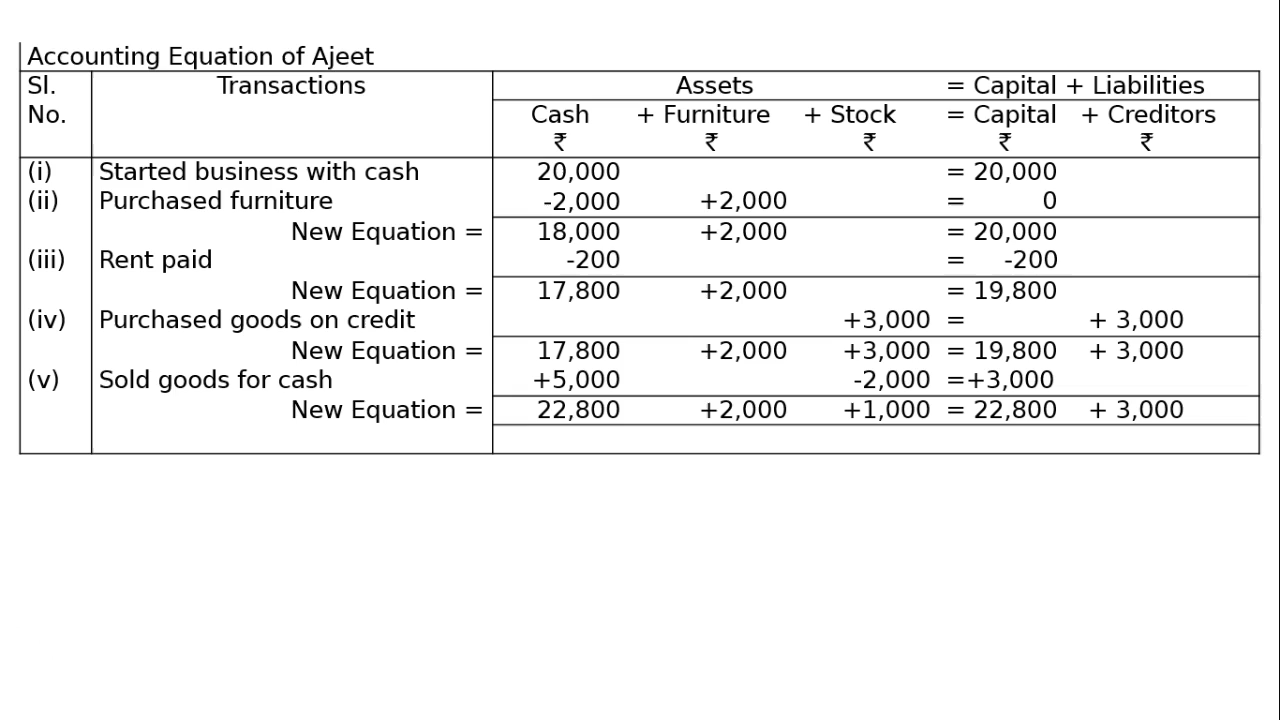 Accounting Equation of Ajeet
Sl. Transactions Assets = Capital + Liabilities
No. Cash + Furniture + Stock = Capital + Creditors
₹ ₹ ₹ ₹ ₹
(i) Started business with cash 20,000 = 20,000
(ii) Purchased furniture -2,000 +2,000 = 0
New Equation = 18,000 +2,000 = 20,000
(iii) Rent paid -200 = -200
New Equation = 17,800 +2,000 = 19,800
(iv) Purchased goods on credit +3,000 = + 3,000
New Equation = 17,800 +2,000 +3,000 = 19,800 + 3,000
(v) Sold goods for cash +5,000 -2,000 =+3,000
New Equation = 22,800 +2,000 +1,000 = 22,800 + 3,000